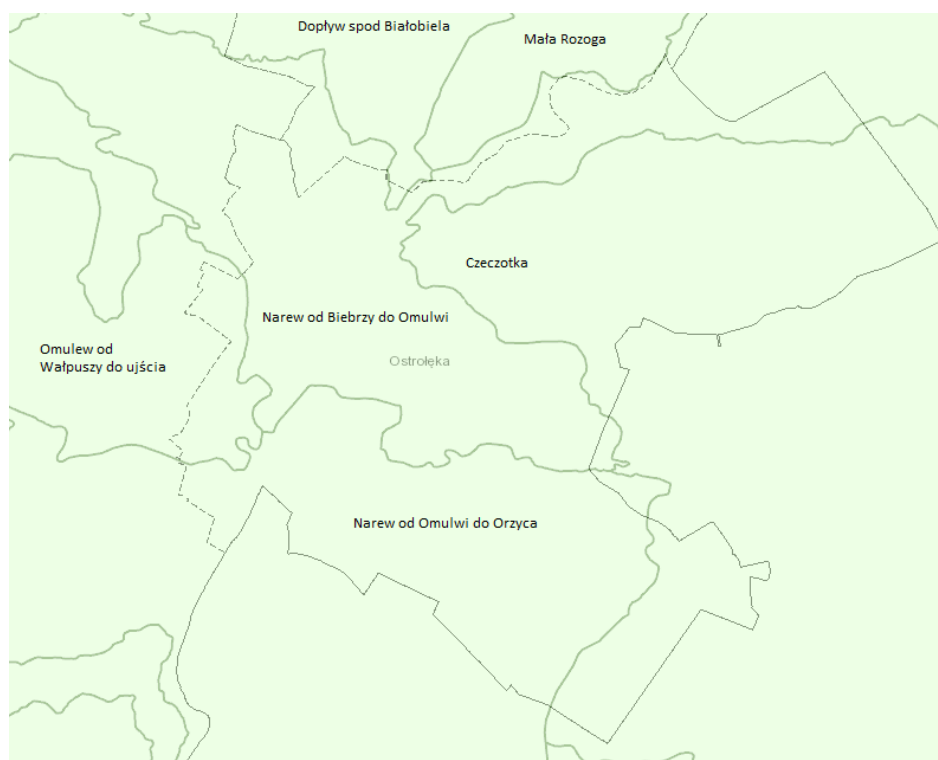 Dopływ spod Białobiela
Mała Rozoga
Czeczotka
Narew od Biebrzy do Omulwi
Omulew od
Wałpuszy do ujścia
Ostrołęka
Narew od Omulwi do Orzyca